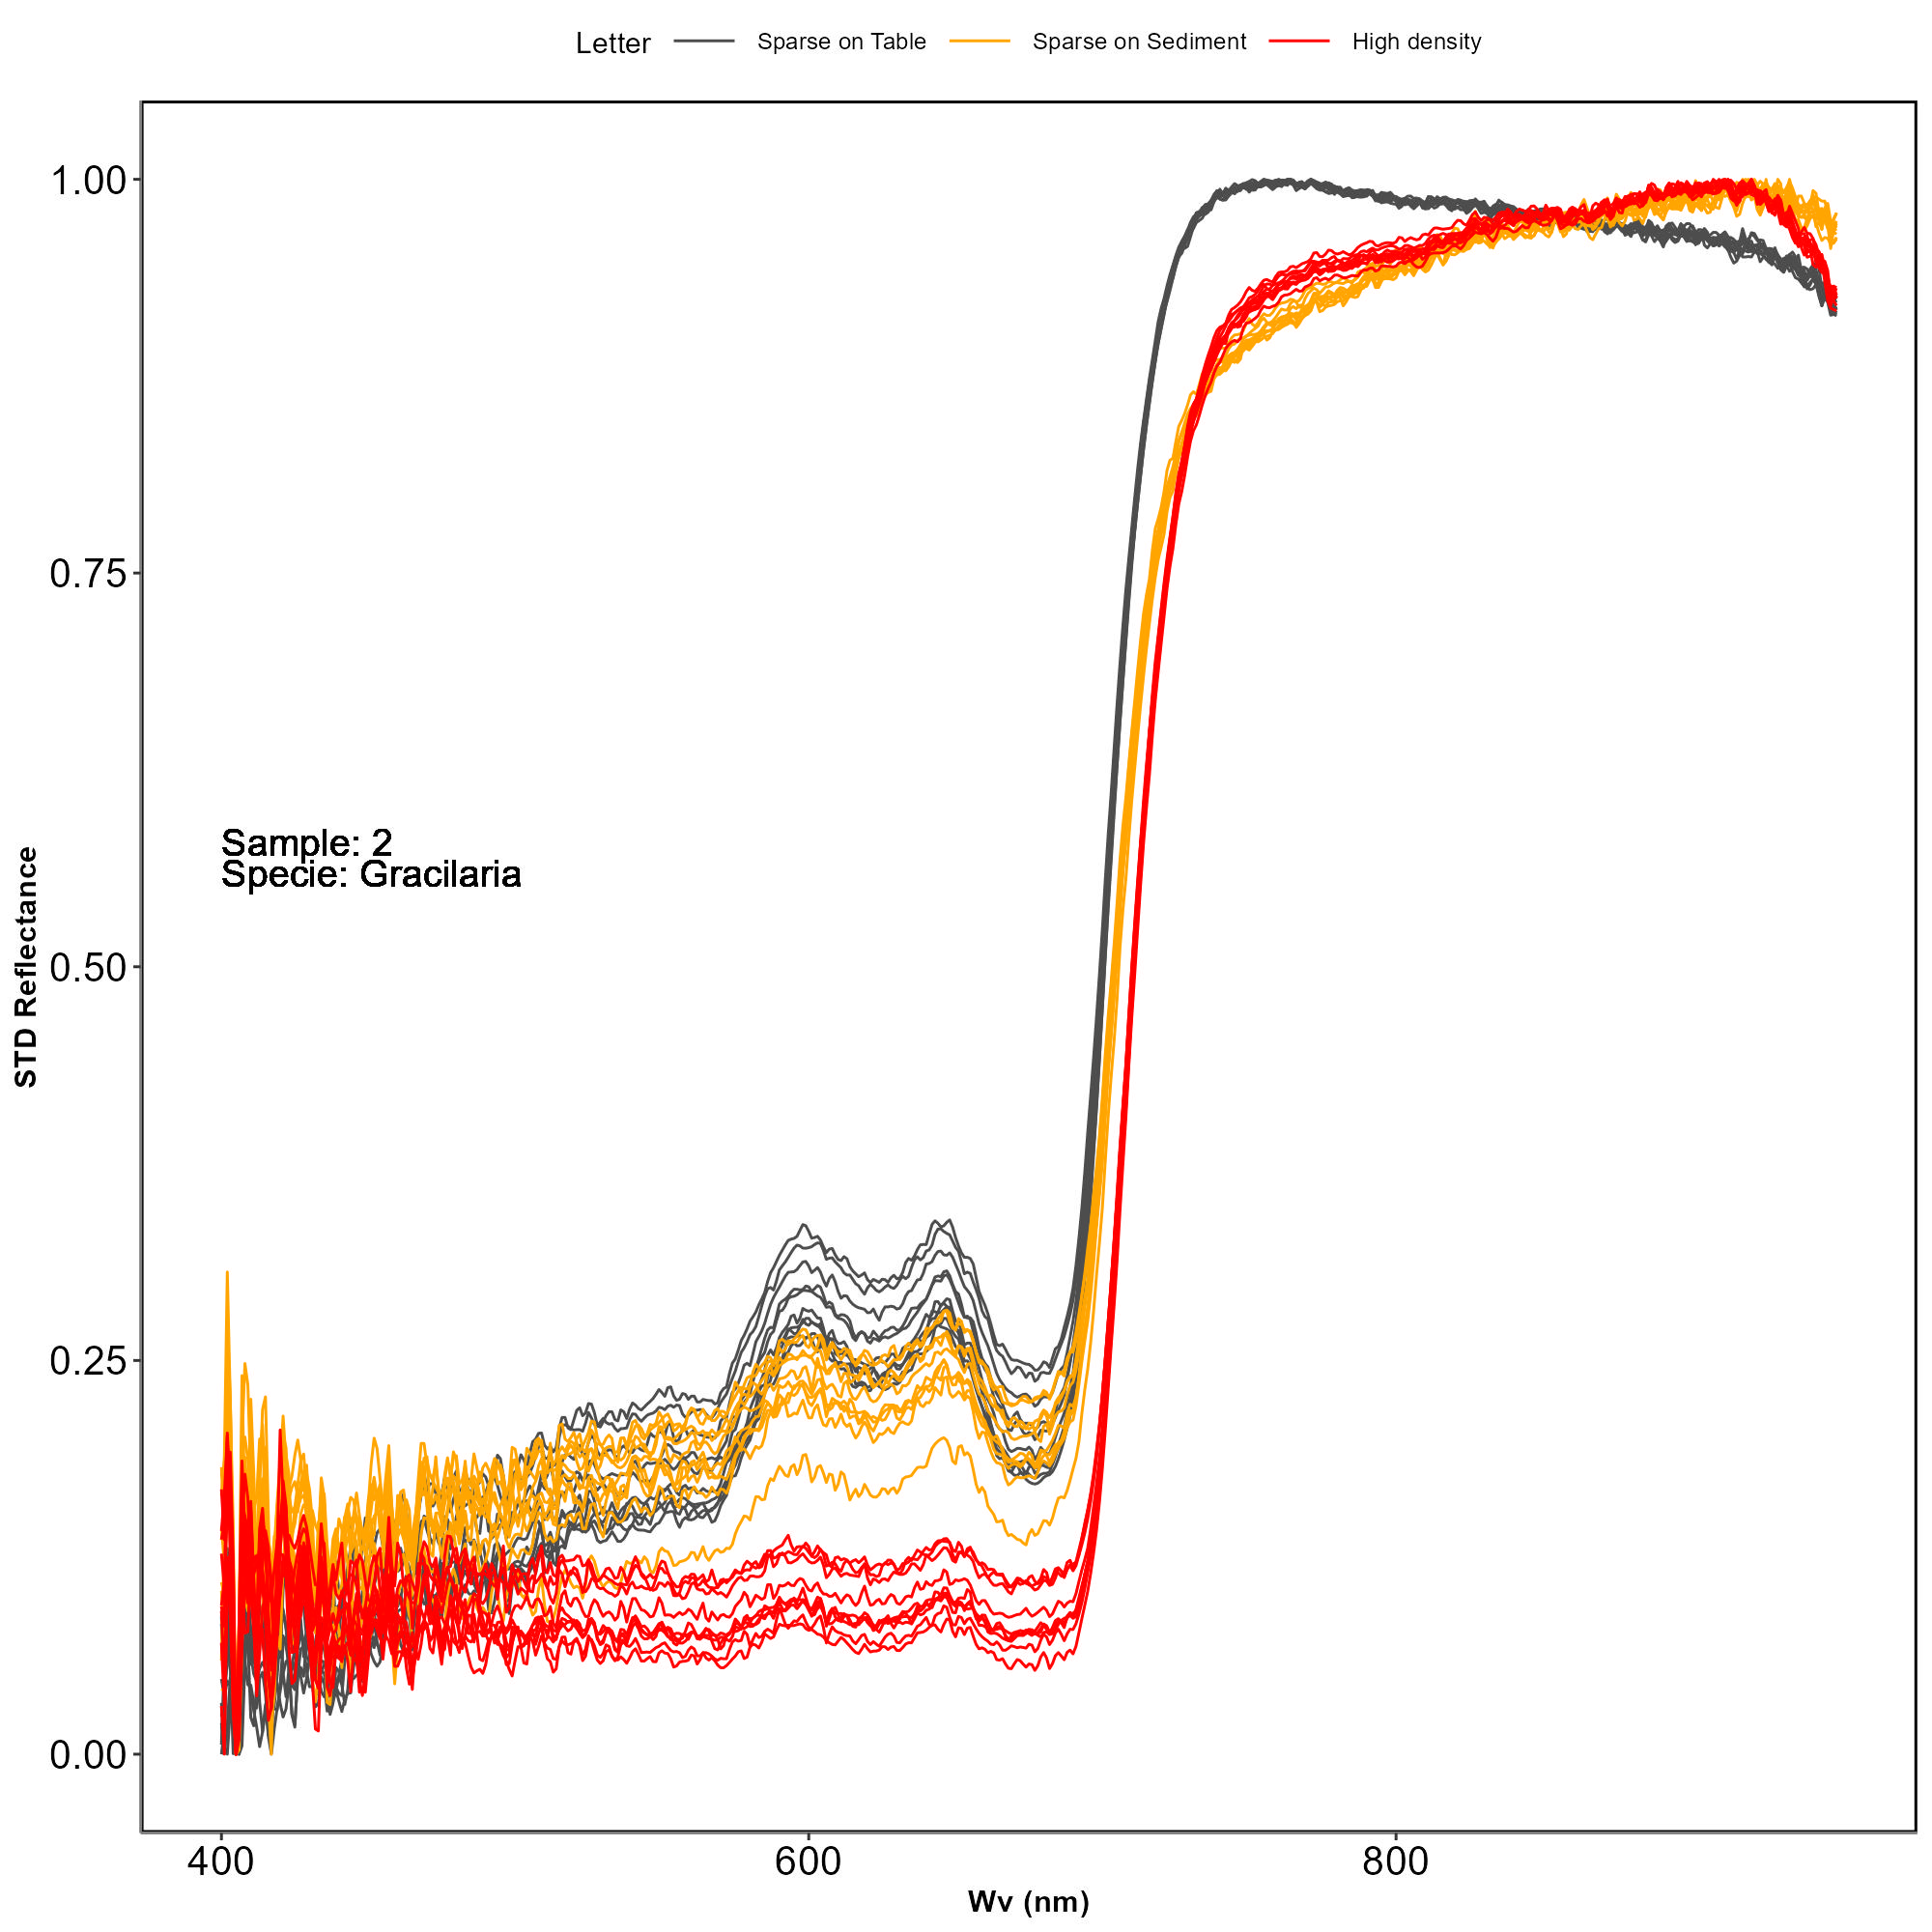 Letter Sparse on Table Sparse on Sediment High density
1.00
0.75
0.50
0.25
0.00
STD Reflectance
Sample: 2
Specie: Gracilaria
400 600 800
Wv (nm)